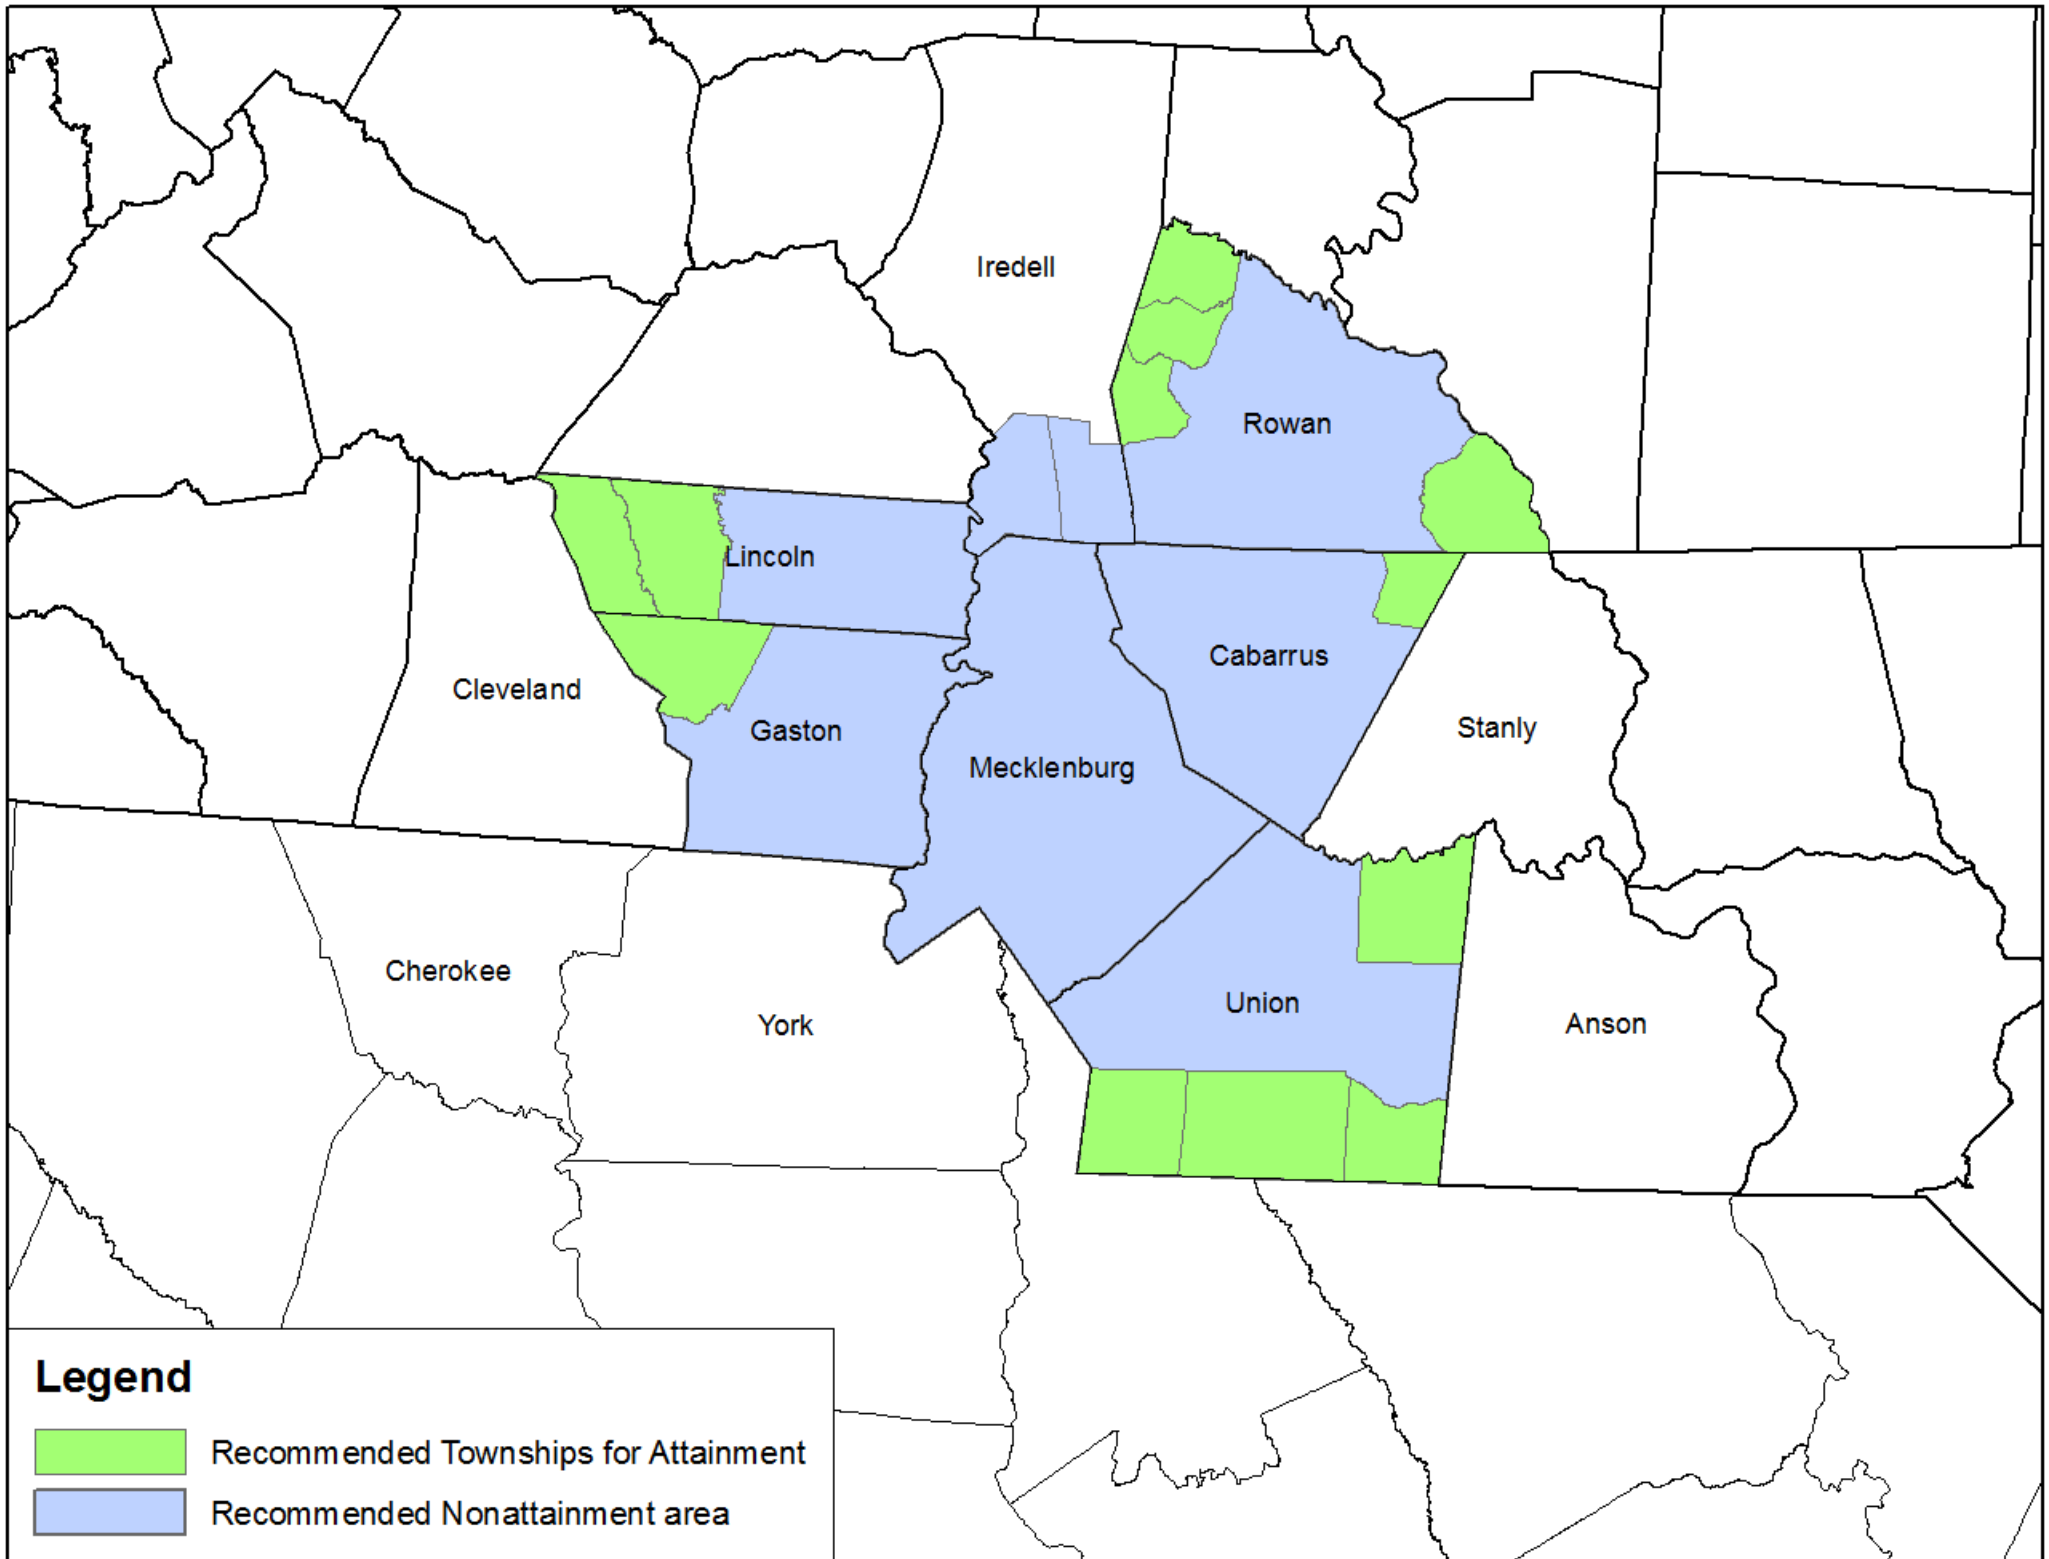 Iredell
Rowan
Lincoln
Cabarrus
Cleveland
Gaston
Stanly
Mecklenburg
Cherokee
Union
York
Anson
Legend
Recommended Townships for Attainment
Recommended Nonattainment area